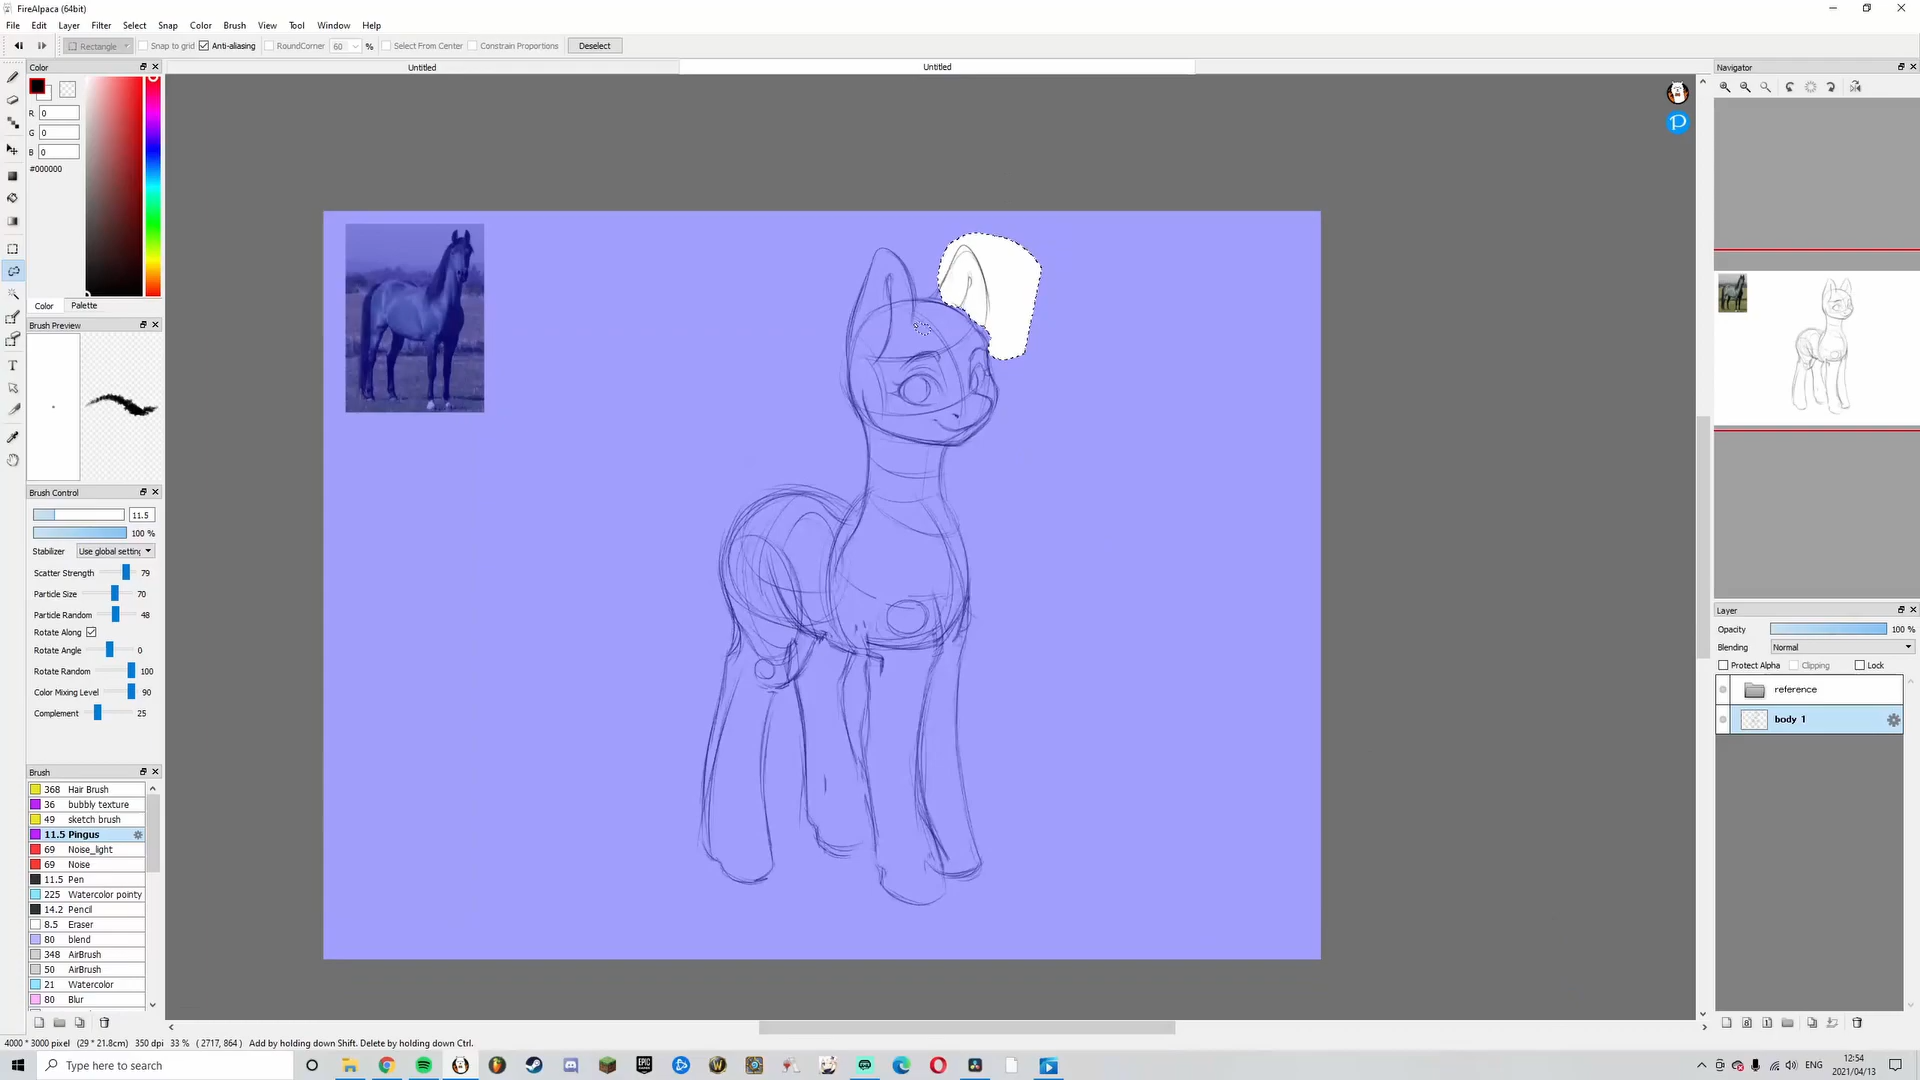 FireAlpaca (64bit)
File Edit Layer Filter Select Snap Color Brush View Tool Window Help
Rectangle Snap to grid Anti-aliasing RoundCorner 60 % Select From Center Constrain Proportions Deselect
Color
Untitled
Untitled
Navigator
R 0
G 0
B 0
#000000
Color Palette
Brush Preview
Brush Control
11.5
100 %
Stabilizer Use global setting
Scatter Strength 79
Particle Size 70
Particle Random 48
Rotate Along
Rotate Angle 0
Rotate Random 100
Color Mixing Level 90
Complement 25
Brush
368 Hair Brush
36 bubbly texture
49 sketch brush
11.5 Pingus
69 Noise_light
69 Noise
11.5 Pen
225 Watercolor pointy
14.2 Pencil
8.5 Eraser
80 blend
348 AirBrush
50 AirBrush
21 Watercolor
80 Blur
Layer
Opacity 100 %
Blending Normal
Protect Alpha Clipping Lock
reference
body 1
4000 * 3000 pixel (29 * 21.8cm) 350 dpi 33 % ( 2717, 864 ) Add by holding down Shift. Delete by holding down Ctrl.
Type here to search
ENG
12:54
2021/04/13